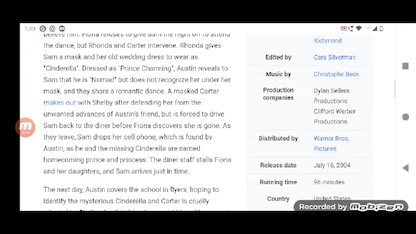 7:29
believe him. Fiona refuses to give Sam the night off to
attend the dance, but Rhonda and Carter intervene. Rhonda gives
Sam a mask and her old wedding dress to wear as
"Cinderella". Dressed as "Prince Charming", Austin reveals to
Sam that he is "Nomad" but does not recognize her under her
mask, and they share a romantic dance. A masked Carter
makes out with Shelby after defending her from the
unwanted advances of Austin's friend, but is forced to drive
Sam back to the diner before Fiona discovers she is gone. As
they leave, Sam drops her cell phone, which is found by
Austin, as he and the missing Cinderella are named
homecoming prince and princess. The diner staff stalls Fiona
and her daughters, and Sam arrives just in time.
The next day, Austin covers the school in flyers, hoping to
identify the mysterious Cinderella and Carter is cruelly
Richmond
Edited by Cara Silverman
Music by Christophe Beck
Production companies Dylan Sellers
Productions
Clifford Werber
Productions
Distributed by Warner Bros.
Pictures
Release date July 16, 2004
Running time 96 minutes
Country United States
Recorded by Mobizen